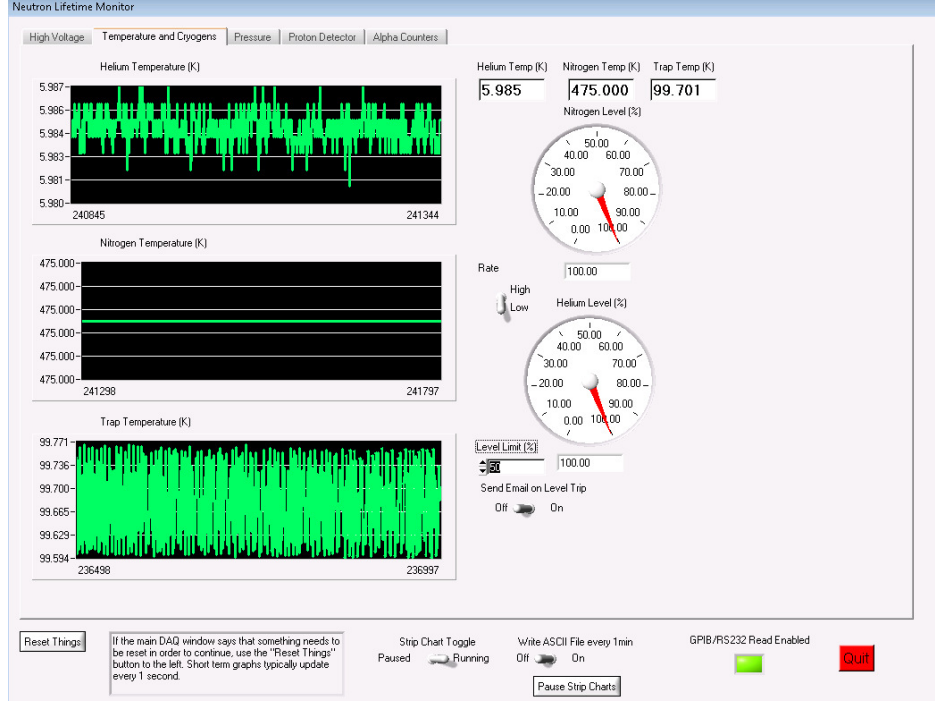 Neutron Lifetime Monitor
High Voltage Temperature and Cryogens Pressure Proton Detector Alpha Counters
Helium Temperature (K)
5.987
5.986
5.984
5.983
5.981
5.980
240845 241344
Nitrogen Temperature (K)
475.000
475.000
475.000
475.000
475.000
475.000
241298 241797
Trap Temperature (K)
99.771
99.736
99.700
99.665
99.629
99.594
236498 236997
Helium Temp (K) Nitrogen Temp (K) Trap Temp (K)
5.985 475.000 99.701
Nitrogen Level (%)
50.00
40.00 60.00
30.00 70.00
20.00 80.00
10.00 90.00
0.00 100.00
100.00
Rate
High
Low
Helium Level (%)
50.00
40.00 60.00
30.00 70.00
20.00 80.00
10.00 90.00
0.00 100.00
Level Limit (%)
50
100.00
Send Email on Level Trip
Off On
Reset Things
If the main DAQ window says that something needs to
be reset in order to continue, use the "Reset Things"
button to the left. Short term graphs typically update
every 1 second.
Strip Chart Toggle
Paused Running
Write ASCII File every 1min
Off On
Pause Strip Charts
GPIB/RS232 Read Enabled
Quit